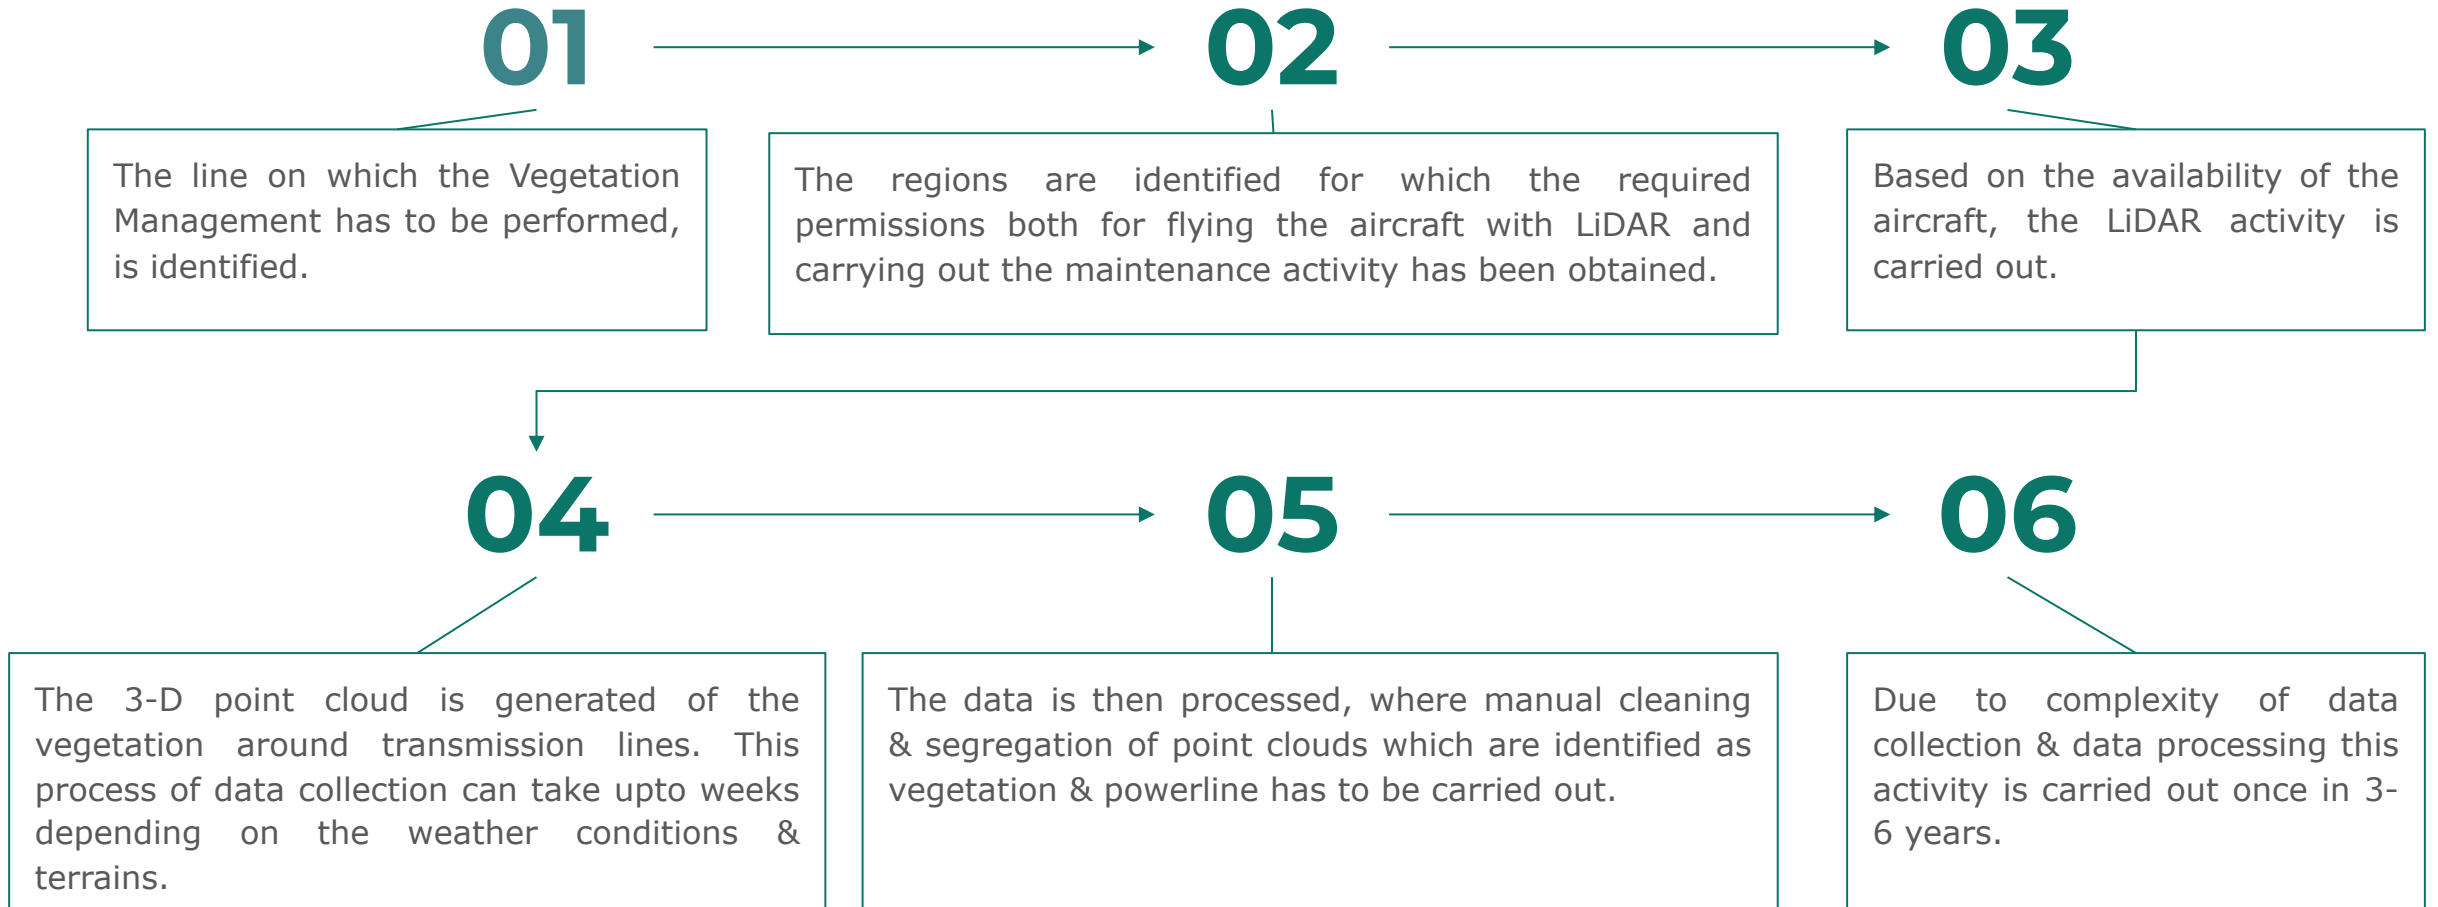 01
02
03
The line on which the Vegetation
Management has to be performed,
is identified.
The regions are identified for which the required
permissions both for flying the aircraft with LiDAR and
carrying out the maintenance activity has been obtained.
Based on the availability of the
aircraft, the LiDAR activity is
carried out.
04
05
06
The 3-D point cloud is generated of the
vegetation around transmission lines. This
process of data collection can take upto weeks
depending on the weather conditions &
terrains.
The data is then processed, where manual cleaning
& segregation of point clouds which are identified as
vegetation & powerline has to be carried out.
Due to complexity of data
collection & data processing this
activity is carried out once in 3-
6 years.